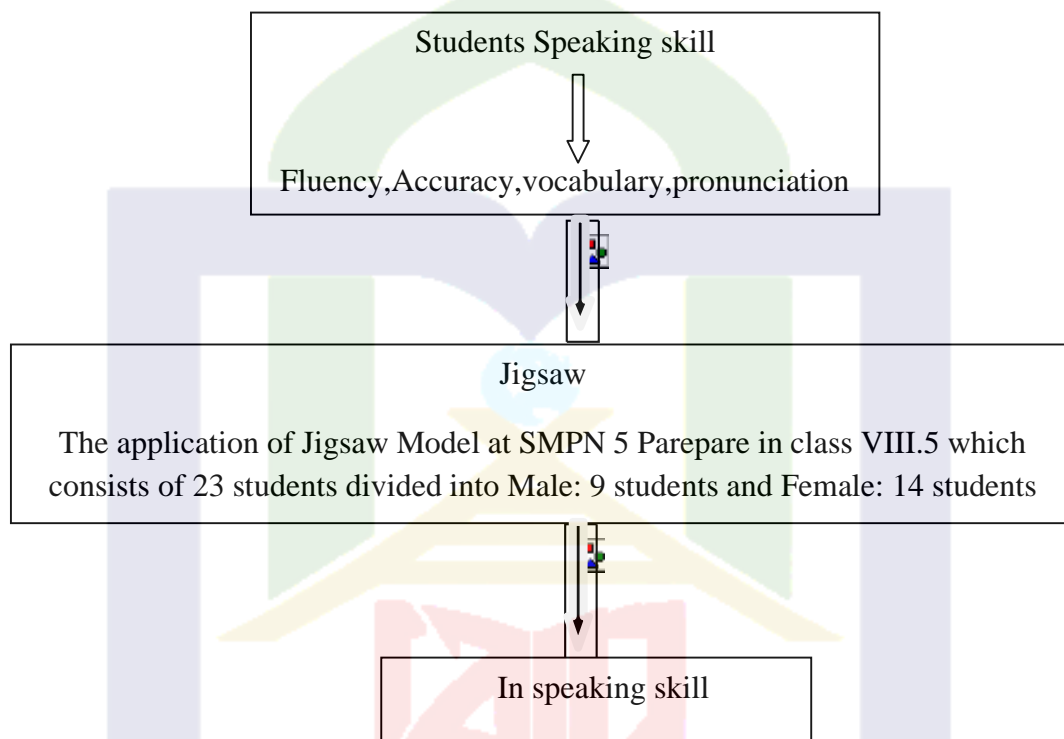 Students Speaking skill
Fluency,Accuracy,vocabulary,pronunciation
Jigsaw
The application of Jigsaw Model at SMPN 5 Parepare in class VIII.5 which
consists of 23 students divided into Male: 9 students and Female: 14 students
In speaking skill